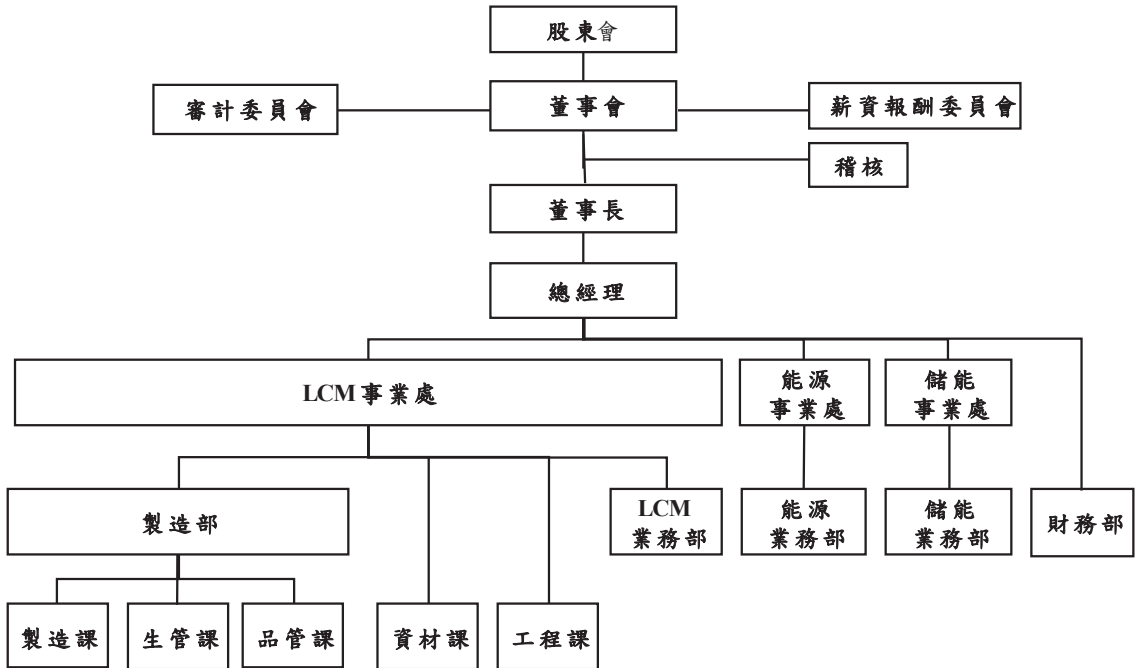 股東會
審計委員會
董事會
薪資報酬委員會
稽核
董事長
總經理
LCM事業處
能源
事業處
儲能
事業處
製造部
LCM
業務部
能源
業務部
儲能
業務部
財務部
製造課
生管課
品管課
資材課
工程課